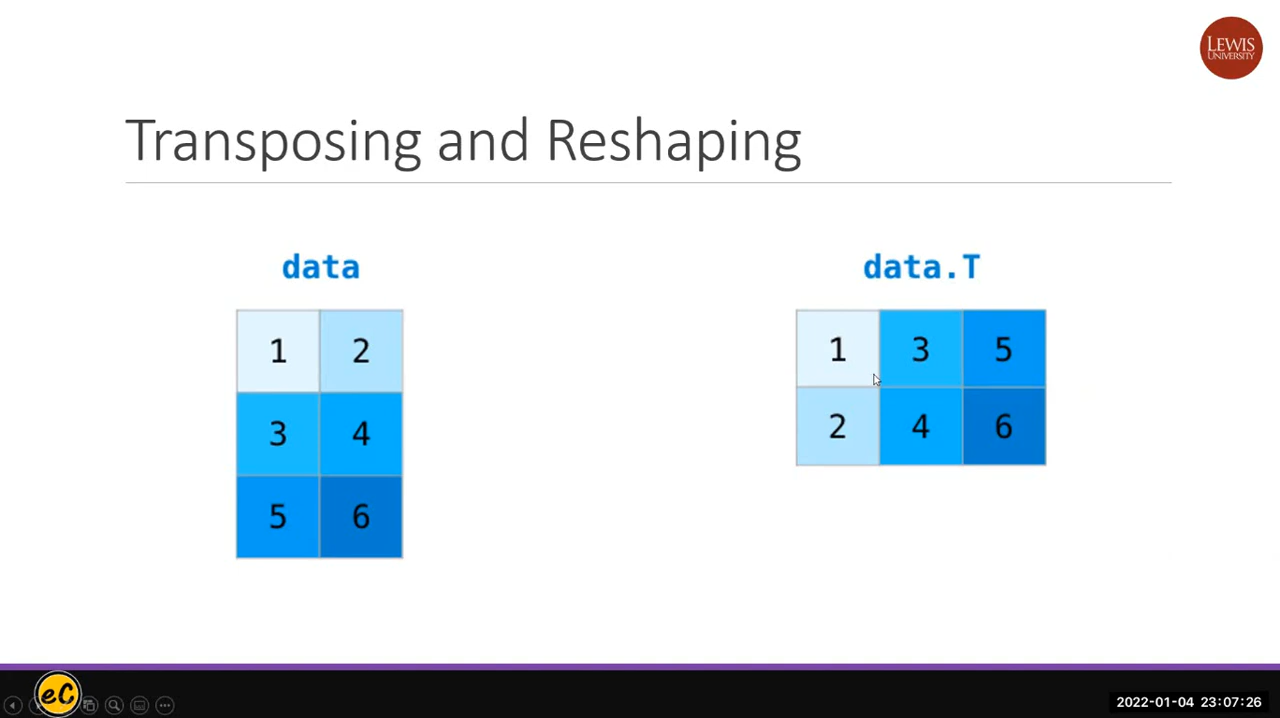 LEWIS
UNIVERSITY
Transposing and Reshaping
data
data.T
1 2
3 4
5 6
1 3 5
2 4 6
eC
2022-01-04 23:07:26